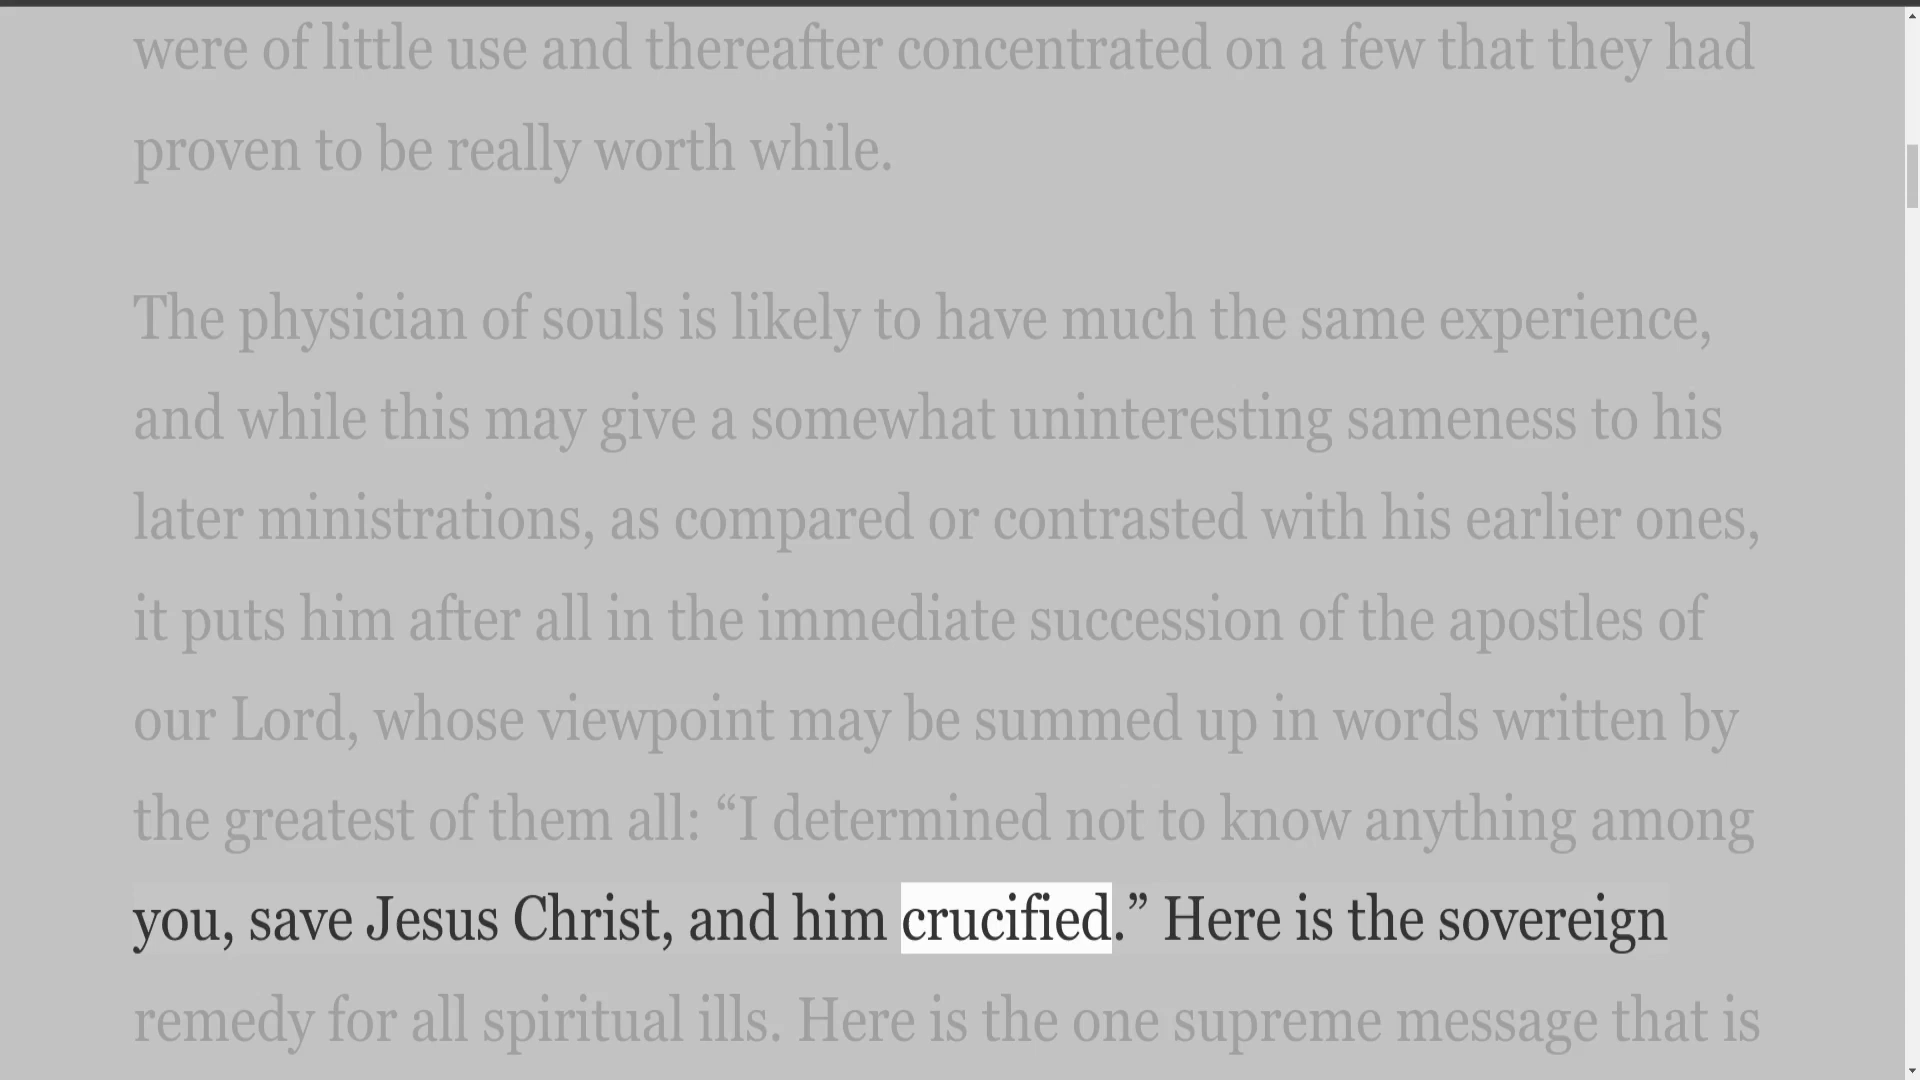 were of little use and thereafter concentrated on a few that they had
proven to be really worth while.
The physician of souls is likely to have much the same experience,
and while this may give a somewhat uninteresting sameness to his
later ministrations, as compared or contrasted with his earlier ones,
it puts him after all in the immediate succession of the apostles of
our Lord, whose viewpoint may be summed up in words written by
the greatest of them all: “I determined not to know anything among
you, save Jesus Christ, and him crucified.” Here is the sovereign
remedy for all spiritual ills. Here is the one supreme message that is